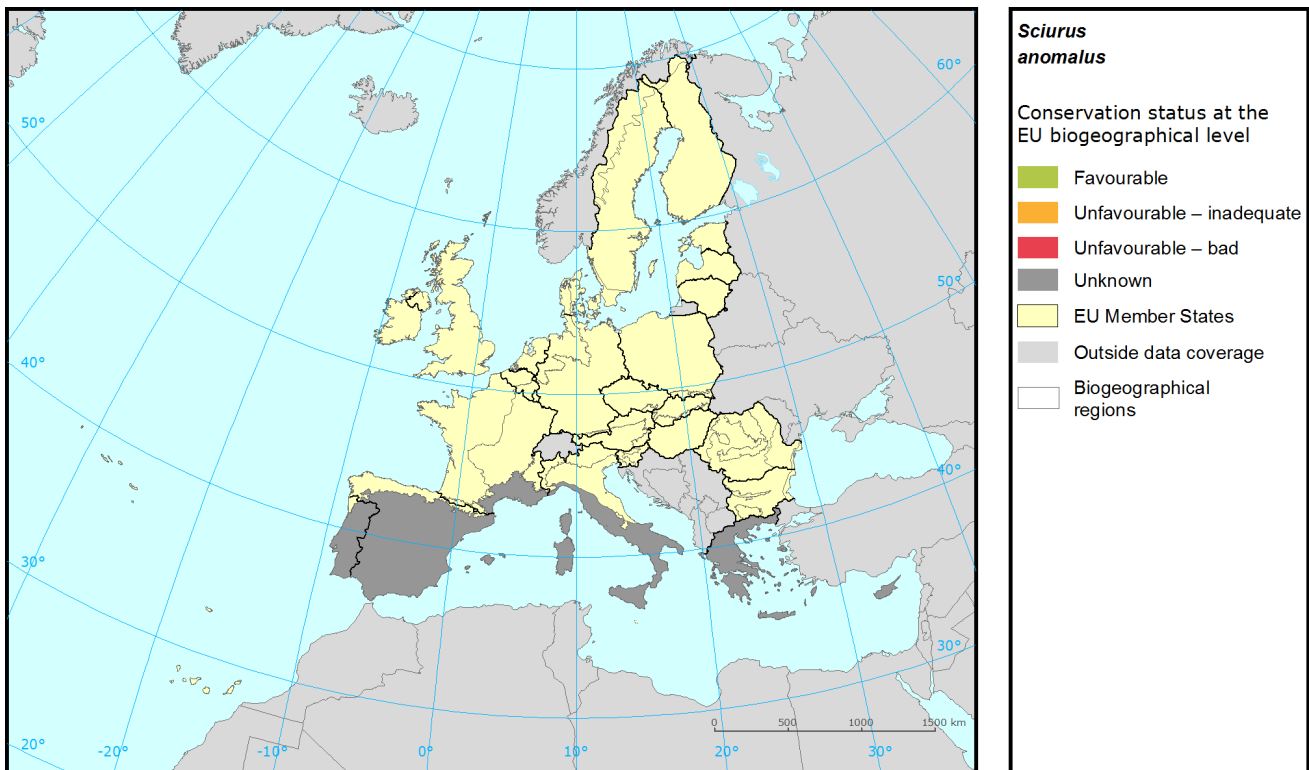 60°
50°
50°
40°
40°
30°
30°
20°
-20°
-10°
0°
10°
30°
0
500
1000
1500 km
Sciurus
anomalus
Conservation status at the
EU biogeographical level
Favourable
Unfavourable – inadequate
Unfavourable – bad
Unknown
EU Member States
Outside data coverage
Biogeographical
regions